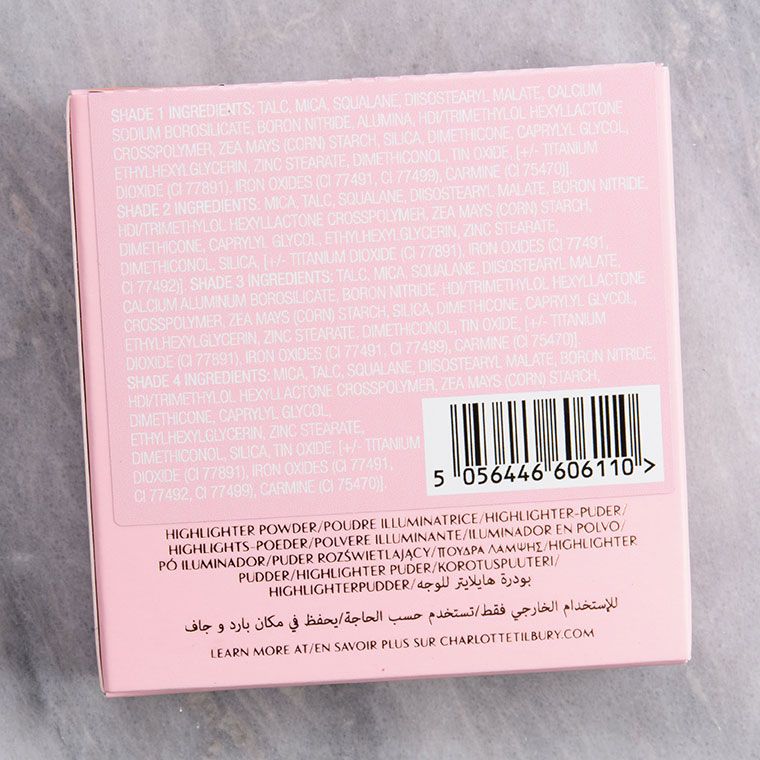 SHADE 1 INGREDIENTS: TALC, MICA, SQUALANE, DIISOSTEARYL MALATE, CALCIUM
SODIUM BOROSILICATE, BORON NITRIDE, ALUMINA, HDI/TRIMETHYLOL HEXYLLACTONE
CROSSPOLYMER, ZEA MAYS (CORN) STARCH, SILICA, DIMETHICONE, CAPRYLYL GLYCOL,
ETHYLHEXYLGLYCERIN, ZINC STEARATE, DIMETHICONOL, TIN OXIDE, [+/- TITANIUM
DIOXIDE (CI 77891), IRON OXIDES (CI 77491, CI 77499), CARMINE (CI 75470)].
SHADE 2 INGREDIENTS: MICA, TALC, SQUALANE, DIISOSTEARYL MALATE, BORON NITRIDE,
HDI/TRIMETHYLOL HEXYLLACTONE CROSSPOLYMER, ZEA MAYS (CORN) STARCH,
DIMETHICONE, CAPRYLYL GLYCOL, ETHYLHEXYLGLYCERIN, ZINC STEARATE,
DIMETHICONOL, SILICA, [+/- TITANIUM DIOXIDE (CI 77891), IRON OXIDES (CI 77491,
CI 77492)]. SHADE 3 INGREDIENTS: TALC, MICA, SQUALANE, DIISOSTEARYL MALATE,
CALCIUM ALUMINUM BOROSILICATE, BORON NITRIDE, HDI/TRIMETHYLOL HEXYLLACTONE
CROSSPOLYMER, ZEA MAYS (CORN) STARCH, SILICA, DIMETHICONE, CAPRYLYL GLYCOL,
ETHYLHEXYLGLYCERIN, ZINC STEARATE, DIMETHICONOL, TIN OXIDE, [+/- TITANIUM
DIOXIDE (CI 77891), IRON OXIDES (CI 77491, CI 77499), CARMINE (CI 75470)].
SHADE 4 INGREDIENTS: MICA, TALC, SQUALANE, DIISOSTEARYL MALATE, BORON NITRIDE,
HDI/TRIMETHYLOL HEXYLLACTONE CROSSPOLYMER, ZEA MAYS (CORN) STARCH,
DIMETHICONE, CAPRYLYL GLYCOL,
ETHYLHEXYLGLYCERIN, ZINC STEARATE,
DIMETHICONOL, SILICA, TIN OXIDE, [+/- TITANIUM
DIOXIDE (CI 77891), IRON OXIDES (CI 77491,
CI 77492, CI 77499), CARMINE (CI 75470)].
5 056446 606110 >
HIGHLIGHTER POWDER/POUDRE ILLUMINATRICE/HIGHLIGHTER-PUDER/
HIGHLIGHTS-POEDER/POLVERE ILLUMINANTE/ILUMINADOR EN POLVO/
PÓ ILUMINADOR/PUDER ROZŚWIETLAJĄCY/ΠΟΥΔΡΑ ΛΑΜΨΗΣ/HIGHLIGHTER
PUDDER/HIGHLIGHTER PUDER/KOROTUSPUUTERI/
HIGHLIGHTERPUDDER/بودرة هايلايتر للوجه
للإستخدام الخارجي فقط/تستخدم حسب الحاجة/يحفظ في مكان بارد و جاف
LEARN MORE AT/EN SAVOIR PLUS SUR CHARLOTTETILBURY.COM